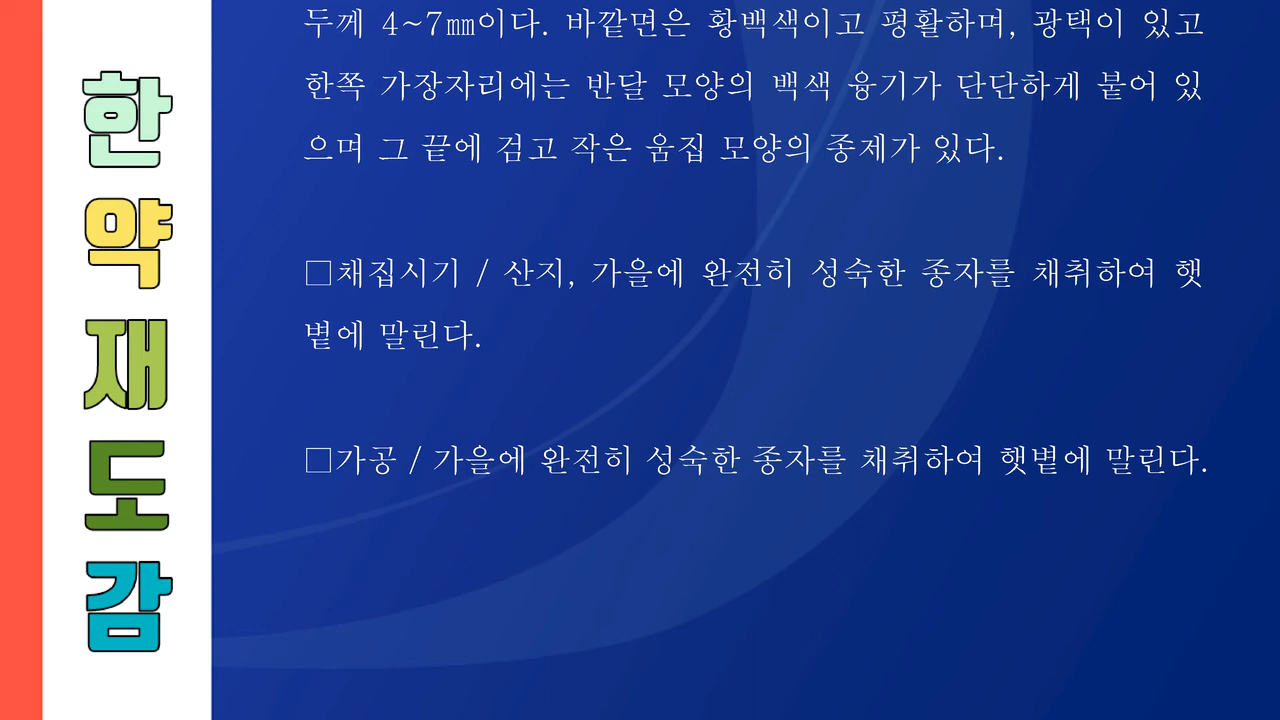 한
약
재
도
감
두께 4~7㎜이다. 바깥면은 황백색이고 평활하며, 광택이 있고
한쪽 가장자리에는 반달 모양의 백색 융기가 단단하게 붙어 있
으며 그 끝에 검고 작은 움집 모양의 종제가 있다.
□채집시기 / 산지, 가을에 완전히 성숙한 종자를 채취하여 햇
볕에 말린다.
□가공 / 가을에 완전히 성숙한 종자를 채취하여 햇볕에 말린다.